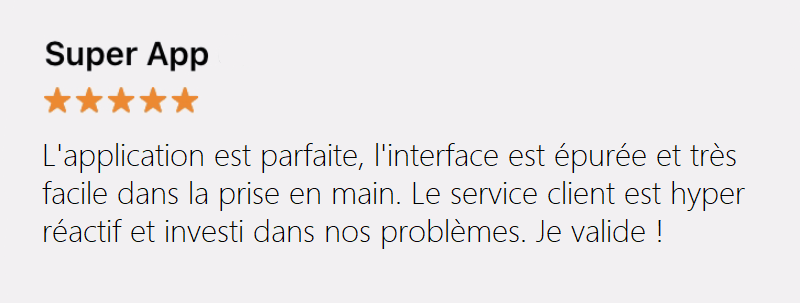 Super App
L'application est parfaite, l'interface est épurée et très
facile dans la prise en main. Le service client est hyper
réactif et investi dans nos problèmes. Je valide !